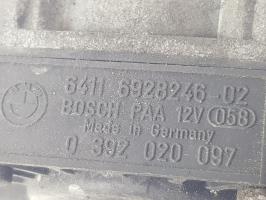 6411 6928246 02
BOSCH PAA 12V 058
Made in Germany
0 392 020 097